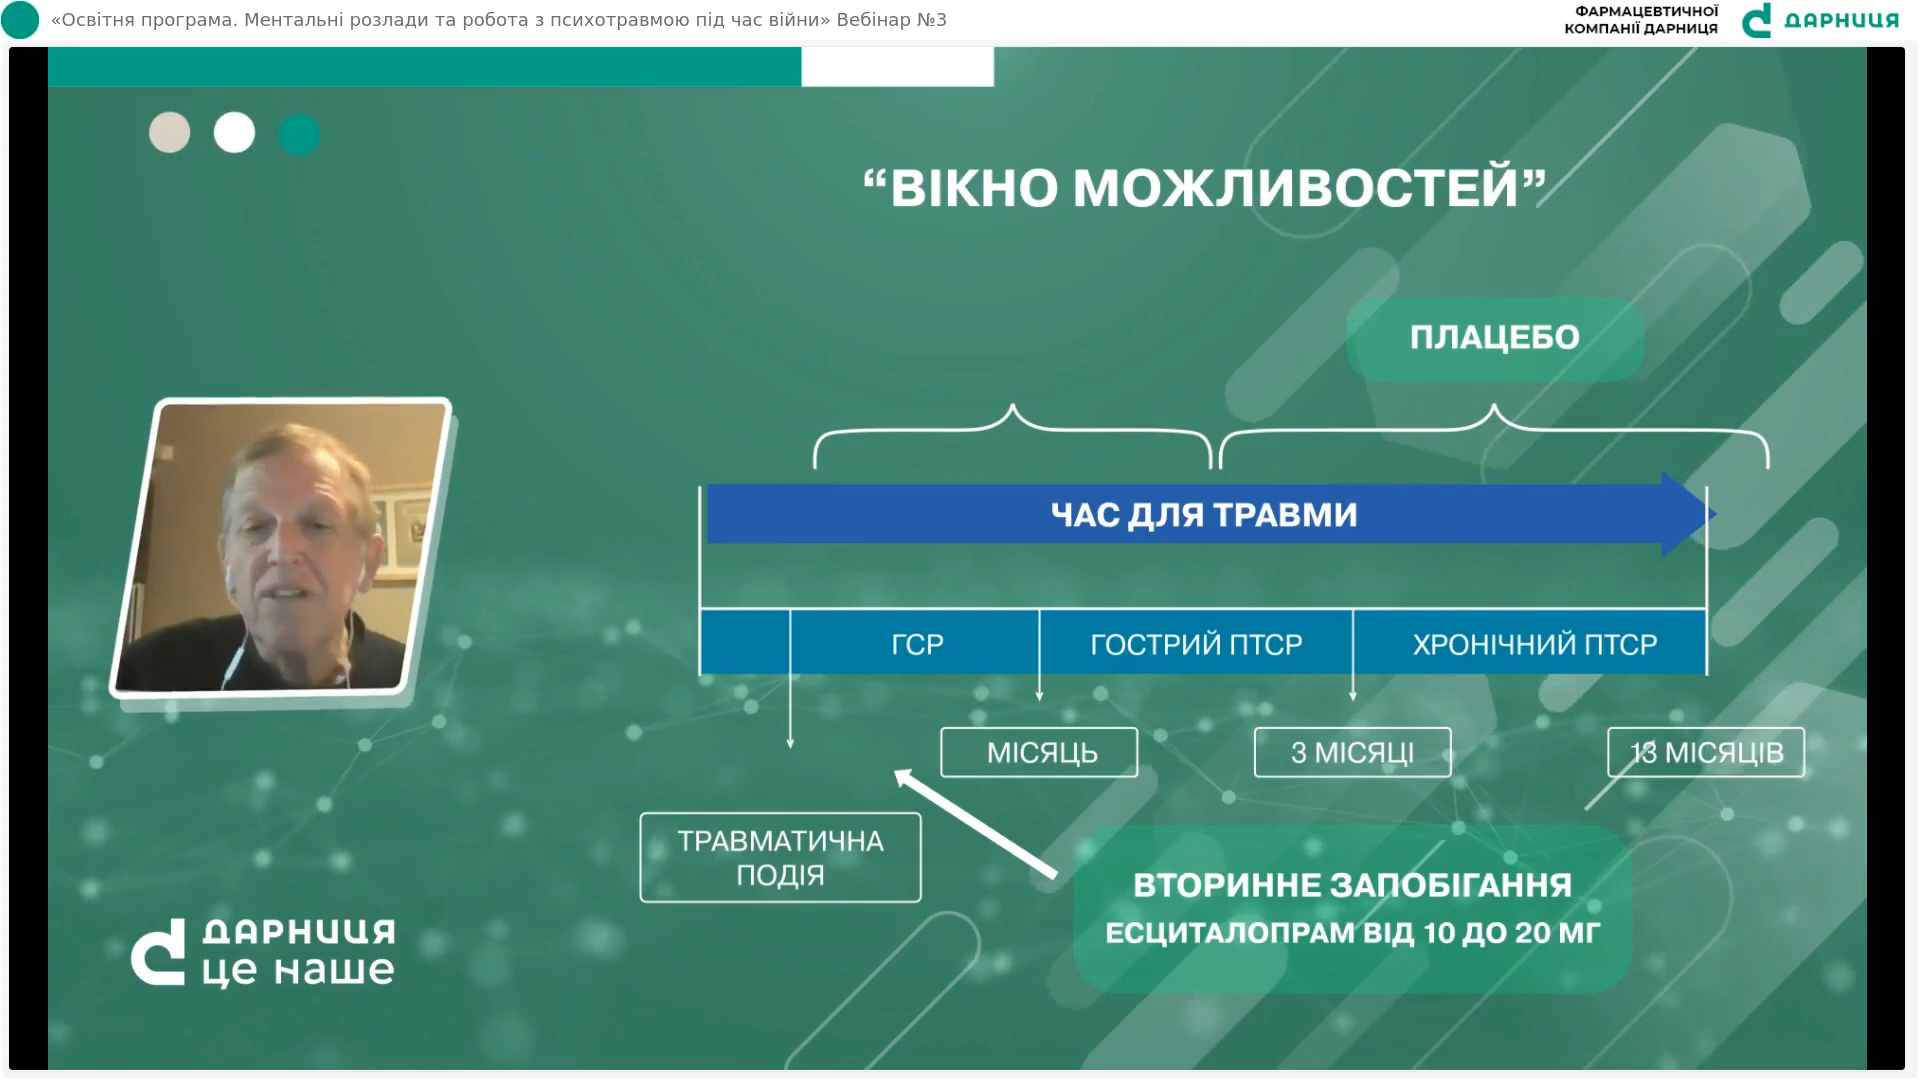 «Освітня програма. Ментальні розлади та робота з психотравмою під час війни» Вебінар №3
ФАРМАЦЕВТИЧНОЇ
КОМПАНІЇ ДАРНИЦЯ
ДАРНИЦЯ
“ВІКНО МОЖЛИВОСТЕЙ”
ПЛАЦЕБО
ЧАС ДЛЯ ТРАВМИ
ГСР
ГОСТРИЙ ПТСР
ХРОНІЧНИЙ ПТСР
МІСЯЦЬ
3 МІСЯЦІ
13 МІСЯЦІВ
ТРАВМАТИЧНА
ПОДІЯ
ВТОРИННЕ ЗАПОБІГАННЯ
ЕСЦИТАЛОПРАМ ВІД 10 ДО 20 МГ
ДАРНИЦЯ
це наше